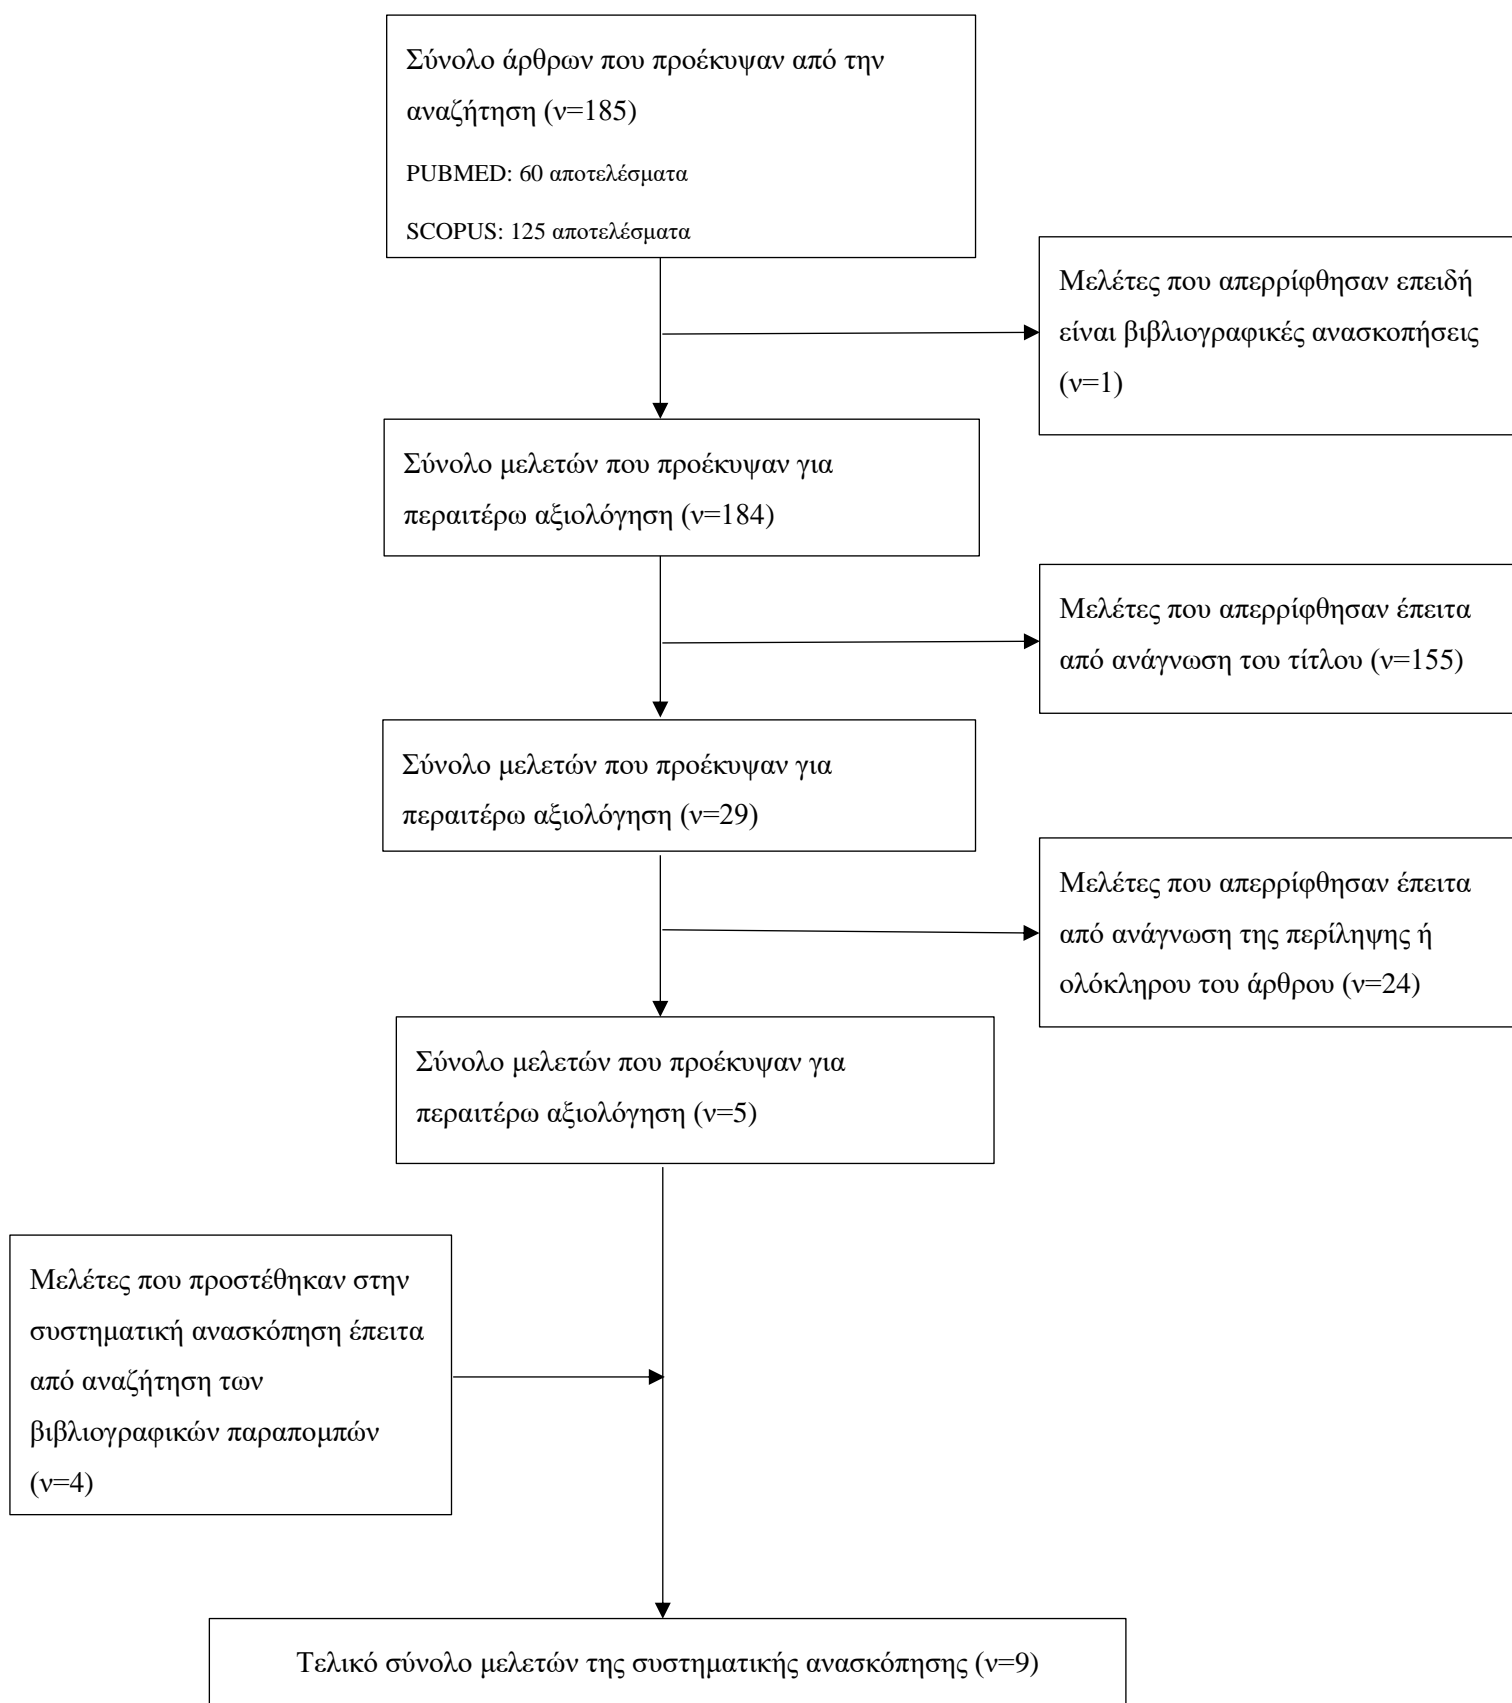 Σύνολο άρθρων που προέκυψαν από την
αναζήτηση (ν=185)
PUBMED: 60 αποτελέσματα
SCOPUS: 125 αποτελέσματα
Μελέτες που απερρίφθησαν επειδή
είναι βιβλιογραφικές ανασκοπήσεις
(ν=1)
Σύνολο μελετών που προέκυψαν για
περαιτέρω αξιολόγηση (ν=184)
Μελέτες που απερρίφθησαν έπειτα
από ανάγνωση του τίτλου (ν=155)
Σύνολο μελετών που προέκυψαν για
περαιτέρω αξιολόγηση (ν=29)
Μελέτες που απερρίφθησαν έπειτα
από ανάγνωση της περίληψης ή
ολόκληρου του άρθρου (ν=24)
Σύνολο μελετών που προέκυψαν για
περαιτέρω αξιολόγηση (ν=5)
Μελέτες που προστέθηκαν στην
συστηματική ανασκόπηση έπειτα
από αναζήτηση των
βιβλιογραφικών παραπομπών
(ν=4)
Τελικό σύνολο μελετών της συστηματικής ανασκόπησης (ν=9)